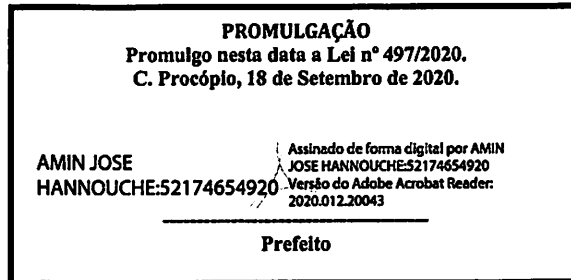 PROMULGAÇÃO
Promulgo nesta data a Lei nº 497/2020.
C. Procópio, 18 de Setembro de 2020.
AMIN JOSE
HANNOUCHE:52174654920
Assinado de forma digital por AMIN
JOSE HANNOUCHE:52174654920
Versão do Adobe Acrobat Reader:
2020.012.20043
Prefeito